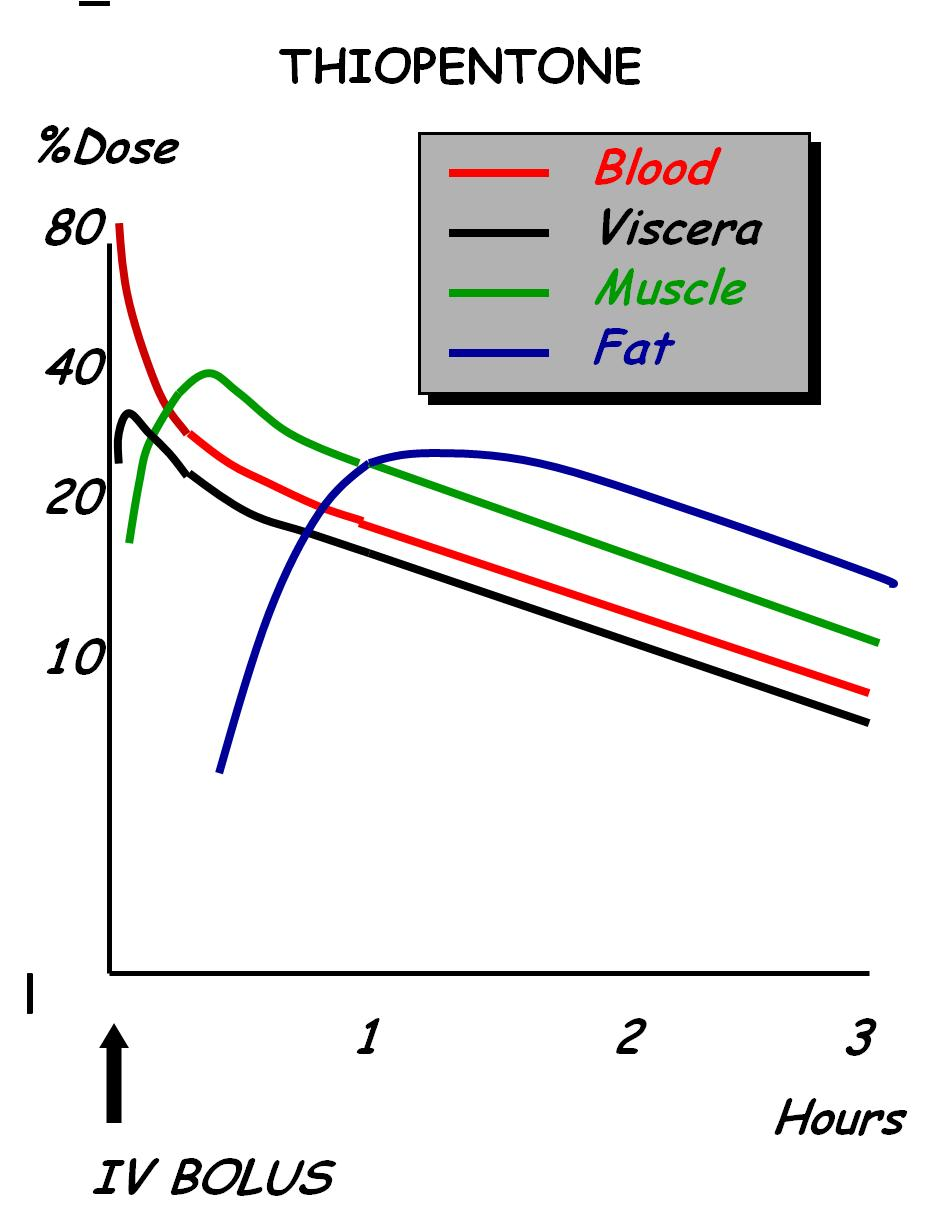 THIOPENTONE
%Dose
Blood
Viscera
Muscle
Fat
80
40
20
10
1 2 3
Hours
IV BOLUS